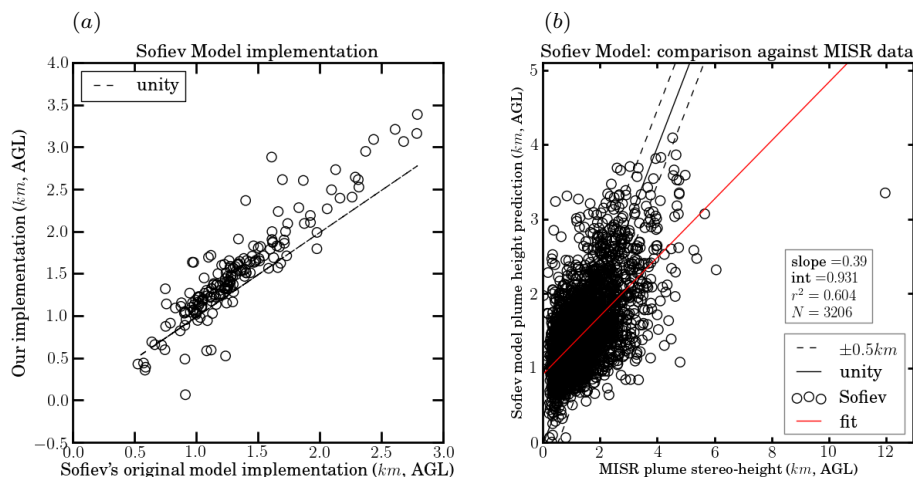 (a)
Sofiev Model implementation
unity
Our implementation (km, AGL)
4.0
3.5
3.0
2.5
2.0
1.5
1.0
0.5
0.0
−0.5
0.0 0.5 1.0 1.5 2.0 2.5 3.0
Sofiev's original model implementation (km, AGL)
(b)
Sofiev Model: comparison against MISR data
Sofiev model plume height prediction (km, AGL)
5
4
3
2
1
0
slope =0.39
int =0.931
r² = 0.604
N = 3206
±0.5km
unity
Sofiev
fit
0 2 4 6 8 10 12
MISR plume stereo-height (km, AGL)